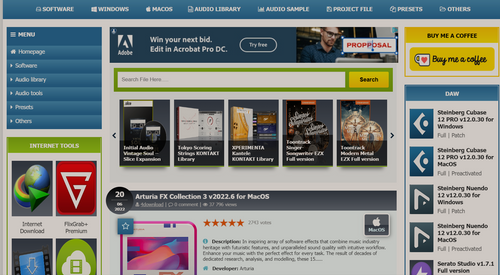 SOFTWARE
WINDOWS
MACOS
AUDIO LIBRARY
AUDIO SAMPLE
PROJECT FILE
PRESETS
OTHERS
MENU
Homepage
Software
Audio library
Audio tools
Presets
Others
INTERNET TOOLS
Internet
Download
FlixGrab+
Premium
Adobe
Win your next bid.
Edit in Acrobat Pro DC.
Try free
PROPPOSAL
Search File Here ...
Search
Initial Audio
Vintage Soul -
Slice Expansion
Tokyo Scoring
Strings KONTAKT
Library
XPERIMENTA
Kantele
KONTAKT Library
Toontrack
Singer
Songwriter EZX
Full version
Toontrack
Modern Metal
EZX Full version
20
06
2022
Arturia FX Collection 3 v2022.6 for MacOS
0 comment
37 79% views
2792 votes
MacOS
Description: In inspiring array of software effects that combine music industry
heritage with futuristic features, and unparalleled sound quality with intuitive workflow.
Enhance your music with the perfect effect for every task. The result of decades of
dedicated research, analysis, and modelling, these 15.....
Developer: Arturia
BUY ME A COFFEE
Buy me a coffee
DAW
Steinberg Cubase
12 PRO v12.0.30 for
Windows
Full | Patch
Steinberg Cubase
12 PRO v12.0.30 for
MacOS
Full | Preactivated
Steinberg Nuendo
12 v12.0.30 for
Windows
Full | Patch
Steinberg Nuendo
12 v12.0.30 for
MacOS
Full | Preactivated
Serato Studio v1.7.1
Full version